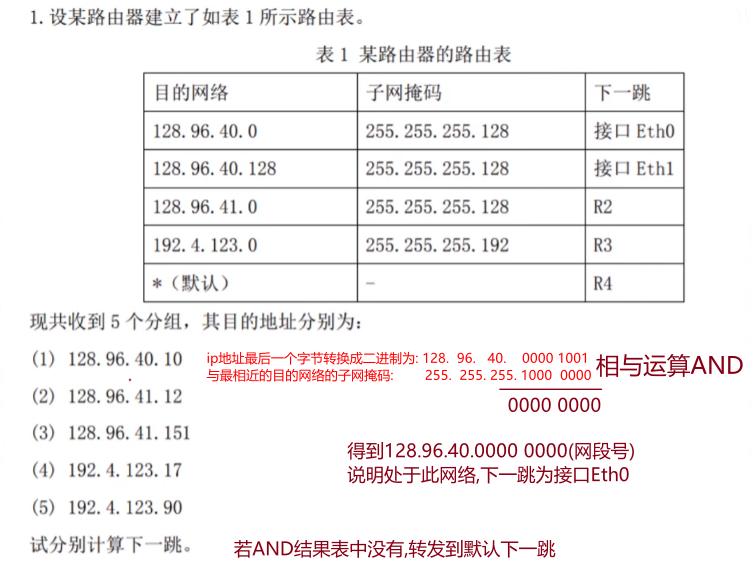 1.设某路由器建立了如表 1 所示路由表。
表 1 某路由器的路由表
目的网络 子网掩码 下一跳
128.96.40.0 255.255.255.128 接口 Eth0
128.96.40.128 255.255.255.128 接口 Eth1
128.96.41.0 255.255.255.128 R2
192.4.123.0 255.255.255.192 R3
*（默认） - R4
现共收到 5 个分组，其目的地址分别为：
(1) 128.96.40.10
ip地址最后一个字节转换成二进制为: 128. 96. 40. 0000 1001
与最相近的目的网络的子网掩码: 255. 255. 255. 1000 0000
相与运算AND
0000 0000
(2) 128.96.41.12
(3) 128.96.41.151
得到128.96.40.0000 0000(网段号)
说明处于此网络,下一跳为接口Eth0
(4) 192.4.123.17
(5) 192.4.123.90
试分别计算下一跳。
若AND结果表中没有,转发到默认下一跳